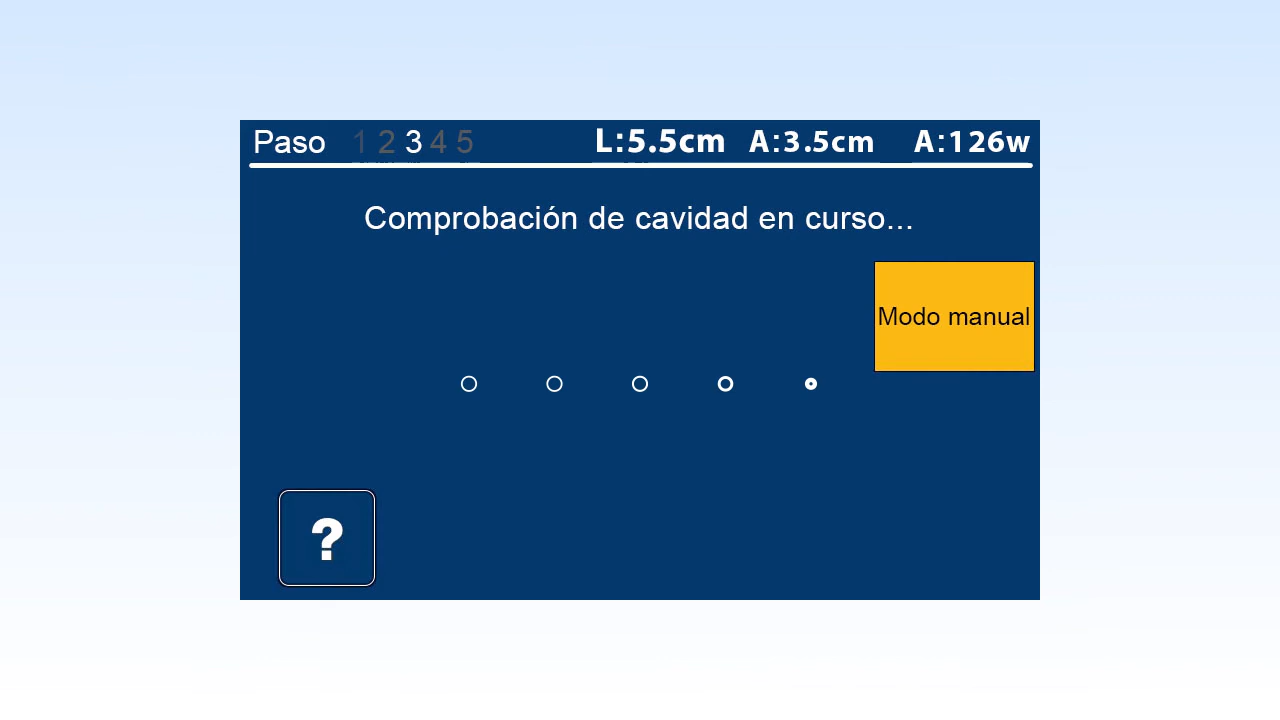 Paso 1 2 3 4 5 L:5.5cm A:3.5cm A:126w
Comprobación de cavidad en curso...
Modo manual
?